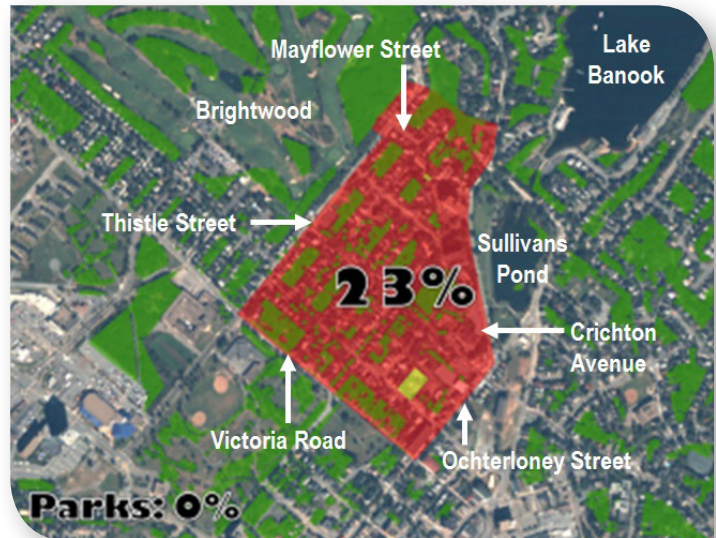 Mayflower Street
Lake
Banook
Brightwood
Thistle Street
Sullivans
Pond
23%
Crichton
Avenue
Victoria Road
Ochterloney Street
Parks: 0%